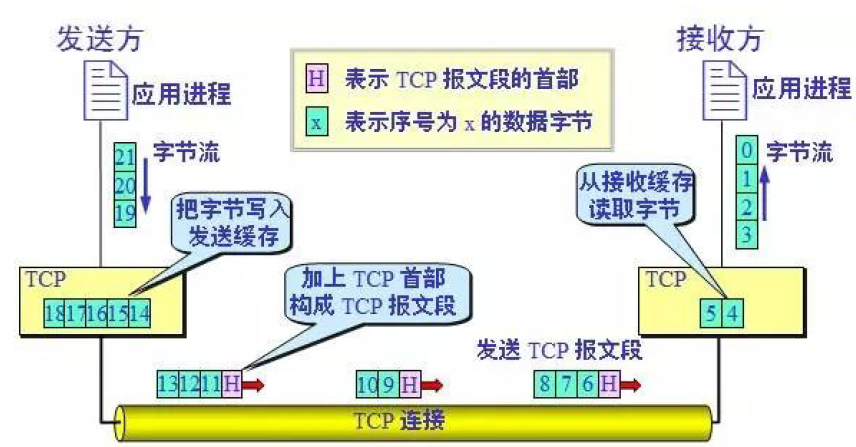 发送方
接收方
H 表示 TCP 报文段的首部
x 表示序号为 x 的数据字节
应用进程
应用进程
21
20
19
字节流
0
1
2
3
字节流
把字节写入
发送缓存
从接收缓存
读取字节
TCP
18 17 16 15 14
加上 TCP 首部
构成 TCP 报文段
TCP
5 4
发送 TCP 报文段
13 12 11 H
10 9 H
8 7 6 H
TCP 连接